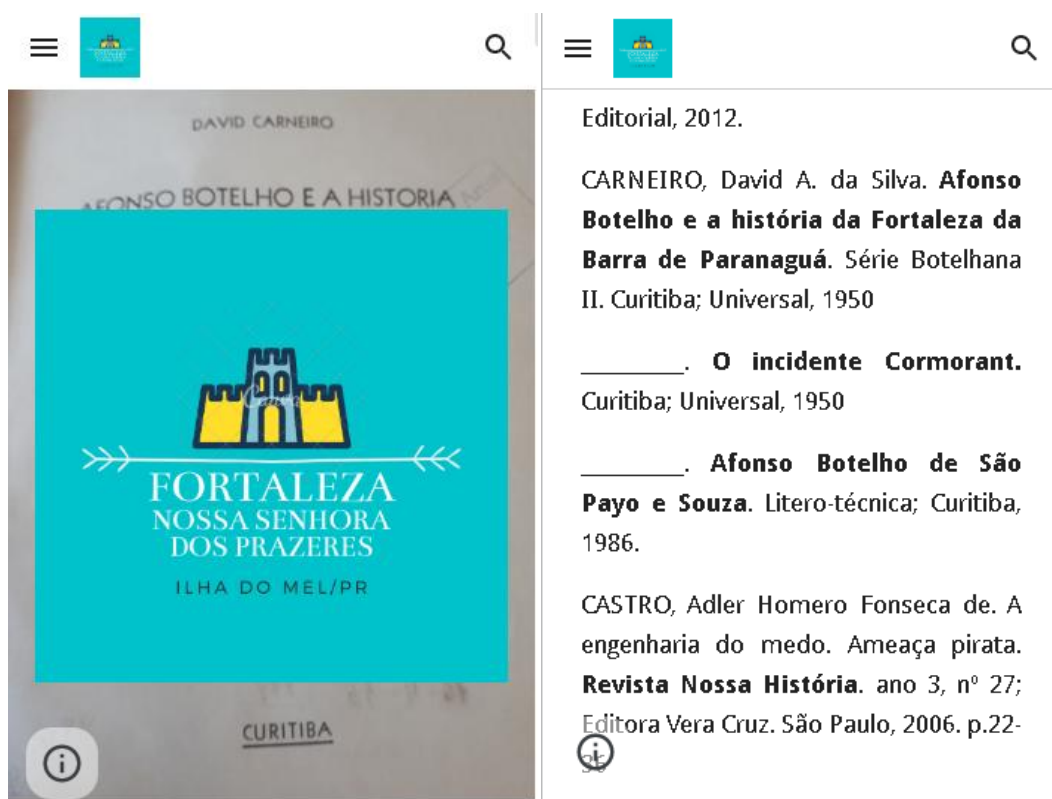 DAVID CARNEIRO
AFONSO BOTELHO E A HISTORIA
FORTALEZA
NOSSA SENHORA
DOS PRAZERES
ILHA DO MEL/PR
CURITIBA
Editorial, 2012.
CARNEIRO, David A. da Silva. Afonso
Botelho e a história da Fortaleza da
Barra de Paranaguá. Série Botelhana
II. Curitiba; Universal, 1950
________. O incidente Cormorant.
Curitiba; Universal, 1950
________. Afonso Botelho de São
Payo e Souza. Litero-técnica; Curitiba,
1986.
CASTRO, Adler Homero Fonseca de. A
engenharia do medo. Ameaça pirata.
Revista Nossa História. ano 3, nº 27;
Editora Vera Cruz. São Paulo, 2006. p.22-